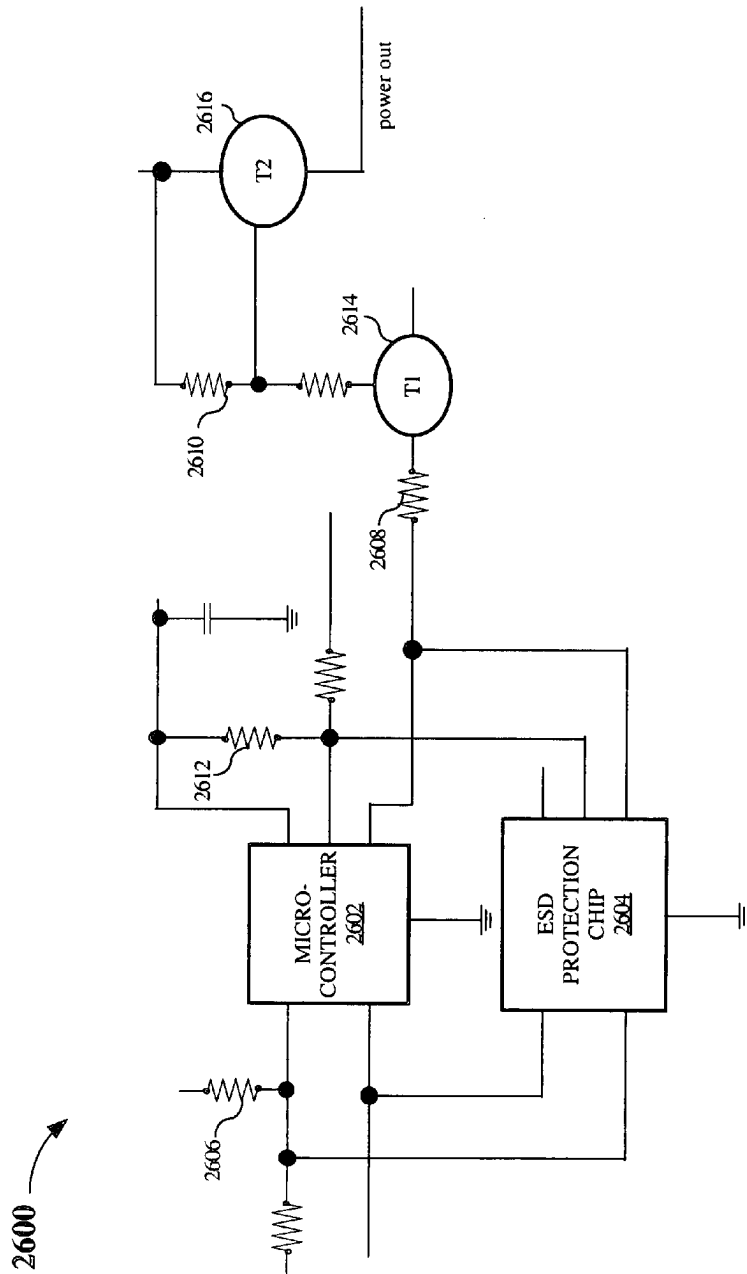 2600
2606
MICRO-
CONTROLLER
2602
2612
ESD
PROTECTION
CHIP
2604
2608
2610
T1
2614
T2
2616
power out